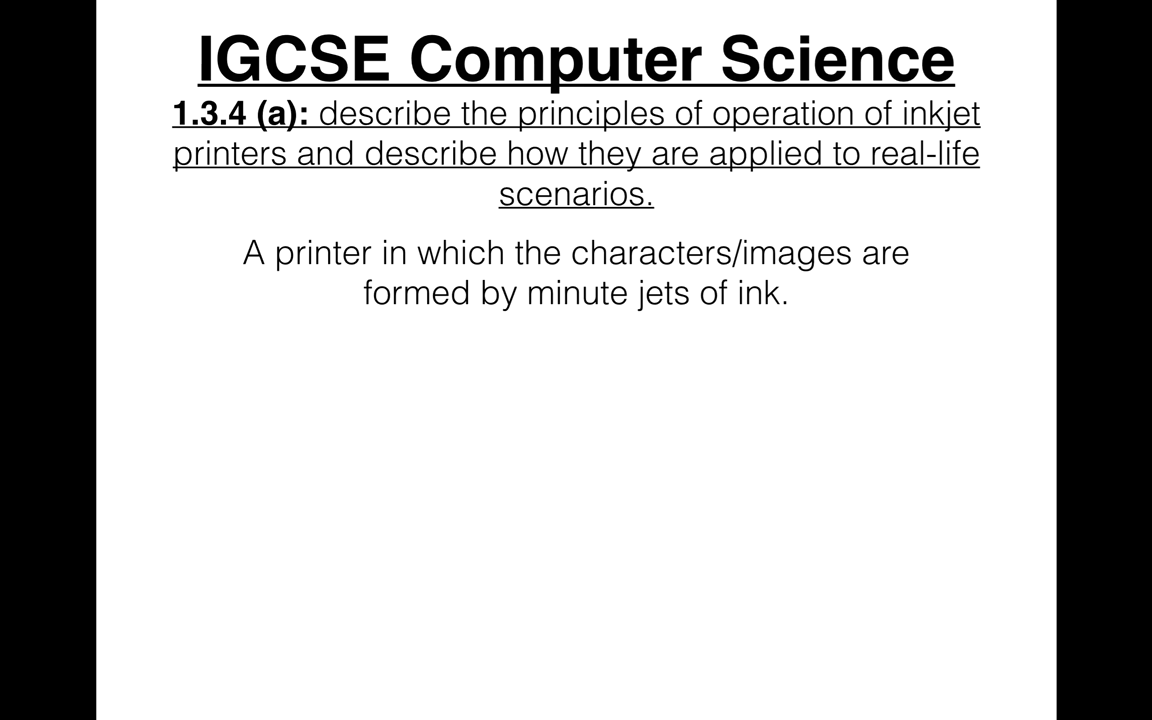 IGCSE Computer Science
1.3.4 (a): describe the principles of operation of inkjet
printers and describe how they are applied to real-life
scenarios.
A printer in which the characters/images are
formed by minute jets of ink.